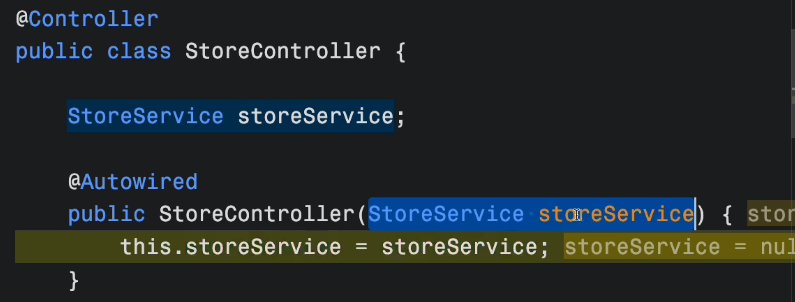 @Controller
public class StoreController {
StoreService storeService;
@Autowired
public StoreController(StoreService storeService) { stor
this.storeService = storeService; storeService = nul
}